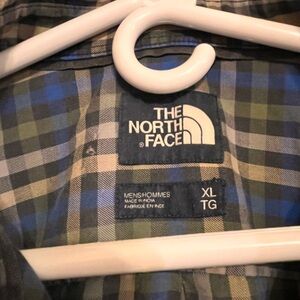 THE
NORTH
FACE
MENS/HOMMES
MADE IN INDIA
FABRIQUÉ EN INDE
XL
TG